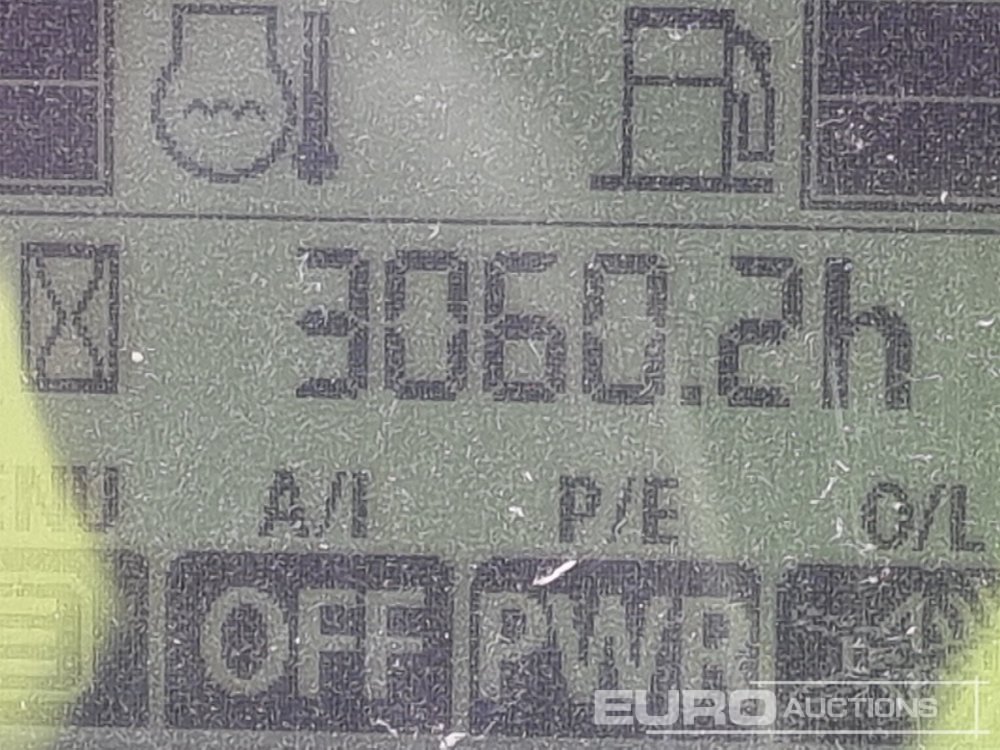 3060.2h
A/I P/E O/L
OFF PWR
EURO AUCTIONS